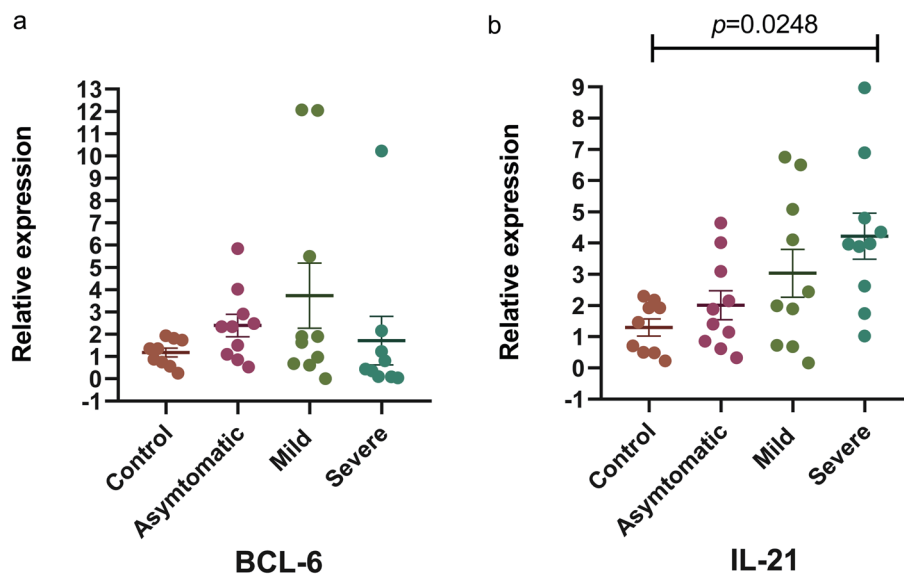 a
Relative expression
13
12
11
10
9
8
7
6
5
4
3
2
1
0
-1
Control
Asymtomatic
Mild
Severe
BCL-6
b
p=0.0248
Relative expression
9
8
7
6
5
4
3
2
1
0
-1
Control
Asymtomatic
Mild
Severe
IL-21